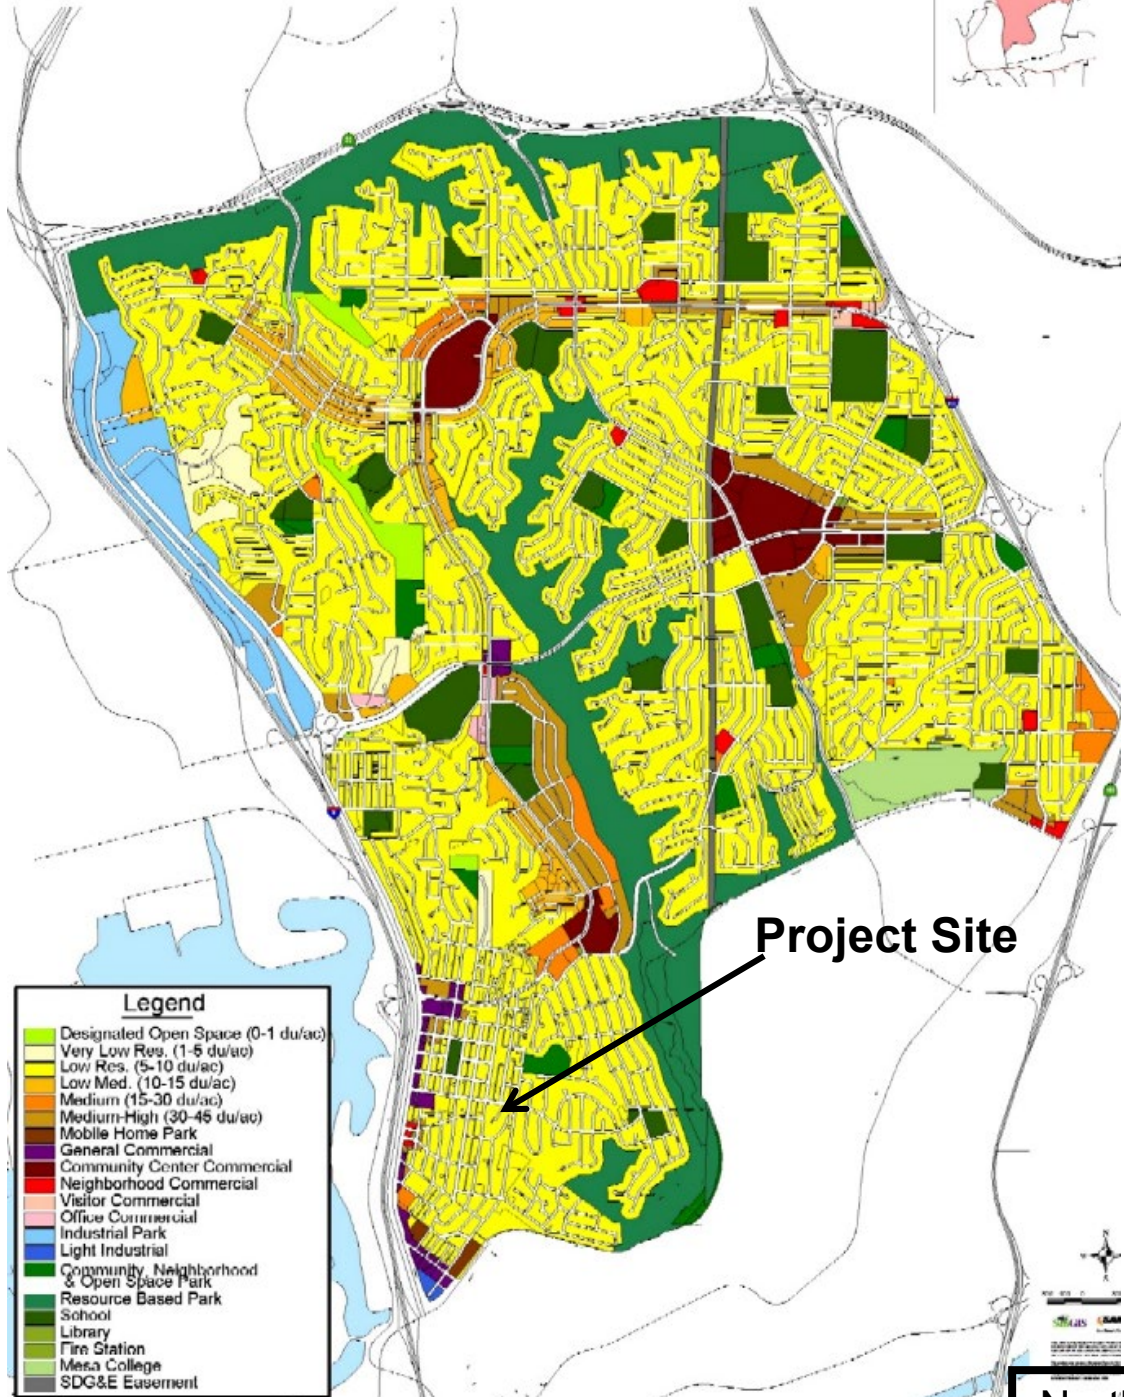 Project Site
Legend
Designated Open Space (0-1 du/ac)
Very Low Res. (1-5 du/ac)
Low Res. (5-10 du/ac)
Low Med. (10-15 du/ac)
Medium (15-30 du/ac)
Medium-High (30-45 du/ac)
Mobile Home Park
General Commercial
Community Center Commercial
Neighborhood Commercial
Visitor Commercial
Office Commercial
Industrial Park
Light Industrial
Community, Neighborhood
& Open Space Park
Resource Based Park
School
Library
Fire Station
Mesa College
SDG&E Easement